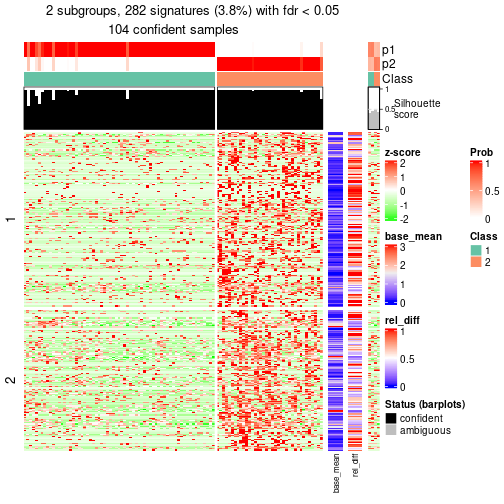 2 subgroups, 282 signatures (3.8%) with fdr < 0.05
104 confident samples
p1
p2
Class
1
0.5
0
Silhouette
score
1
2
base_mean
rel_diff
z-score
2
1
0
-1
-2
Prob
1
0.5
0
base_mean
3
2
1
0
Class
1
2
rel_diff
1
0.5
0
Status (barplots)
confident
ambiguous